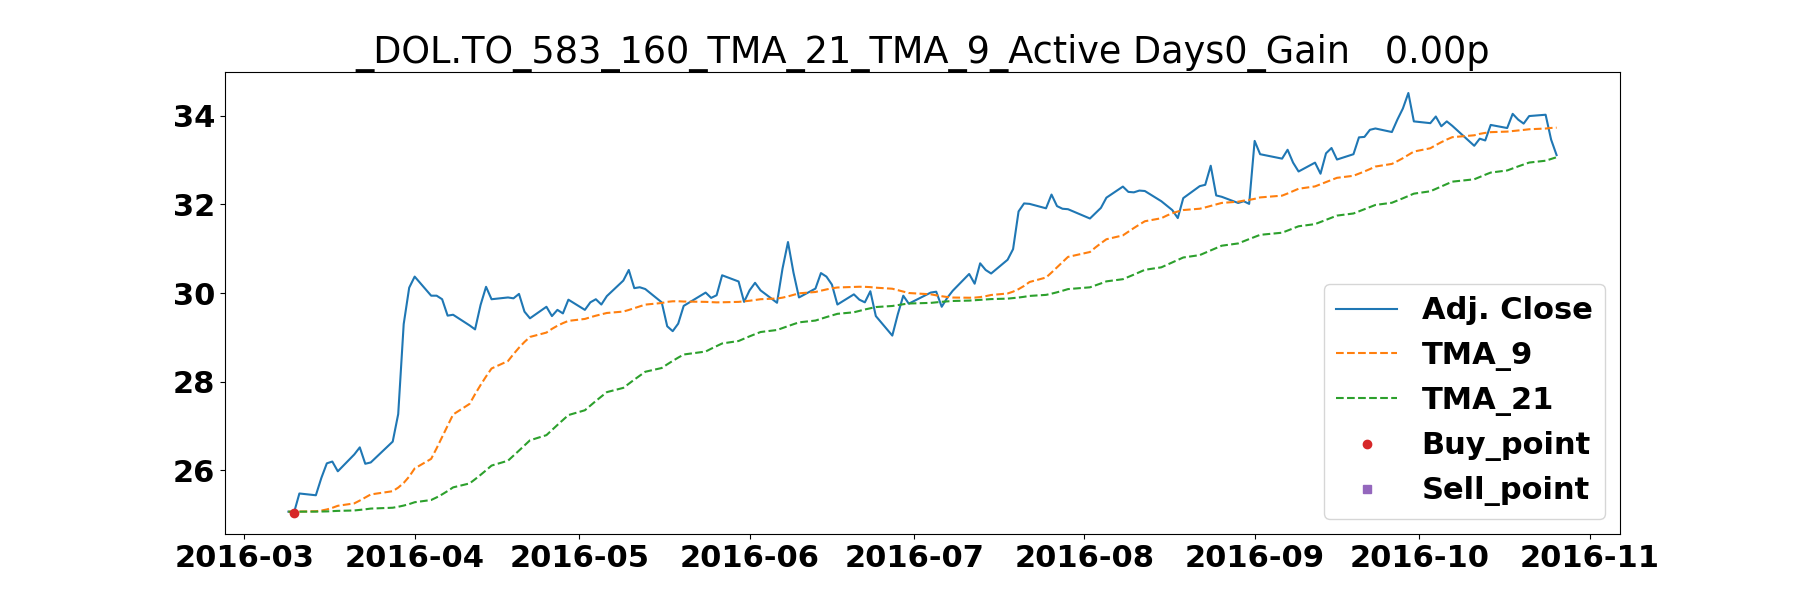 _DOL.TO_583_160_TMA_21_TMA_9_Active Days0_Gain   0.00p
34
32
30
28
26
Adj. Close
TMA_9
TMA_21
Buy_point
Sell_point
2016-03 2016-04 2016-05 2016-06 2016-07 2016-08 2016-09 2016-10 2016-11